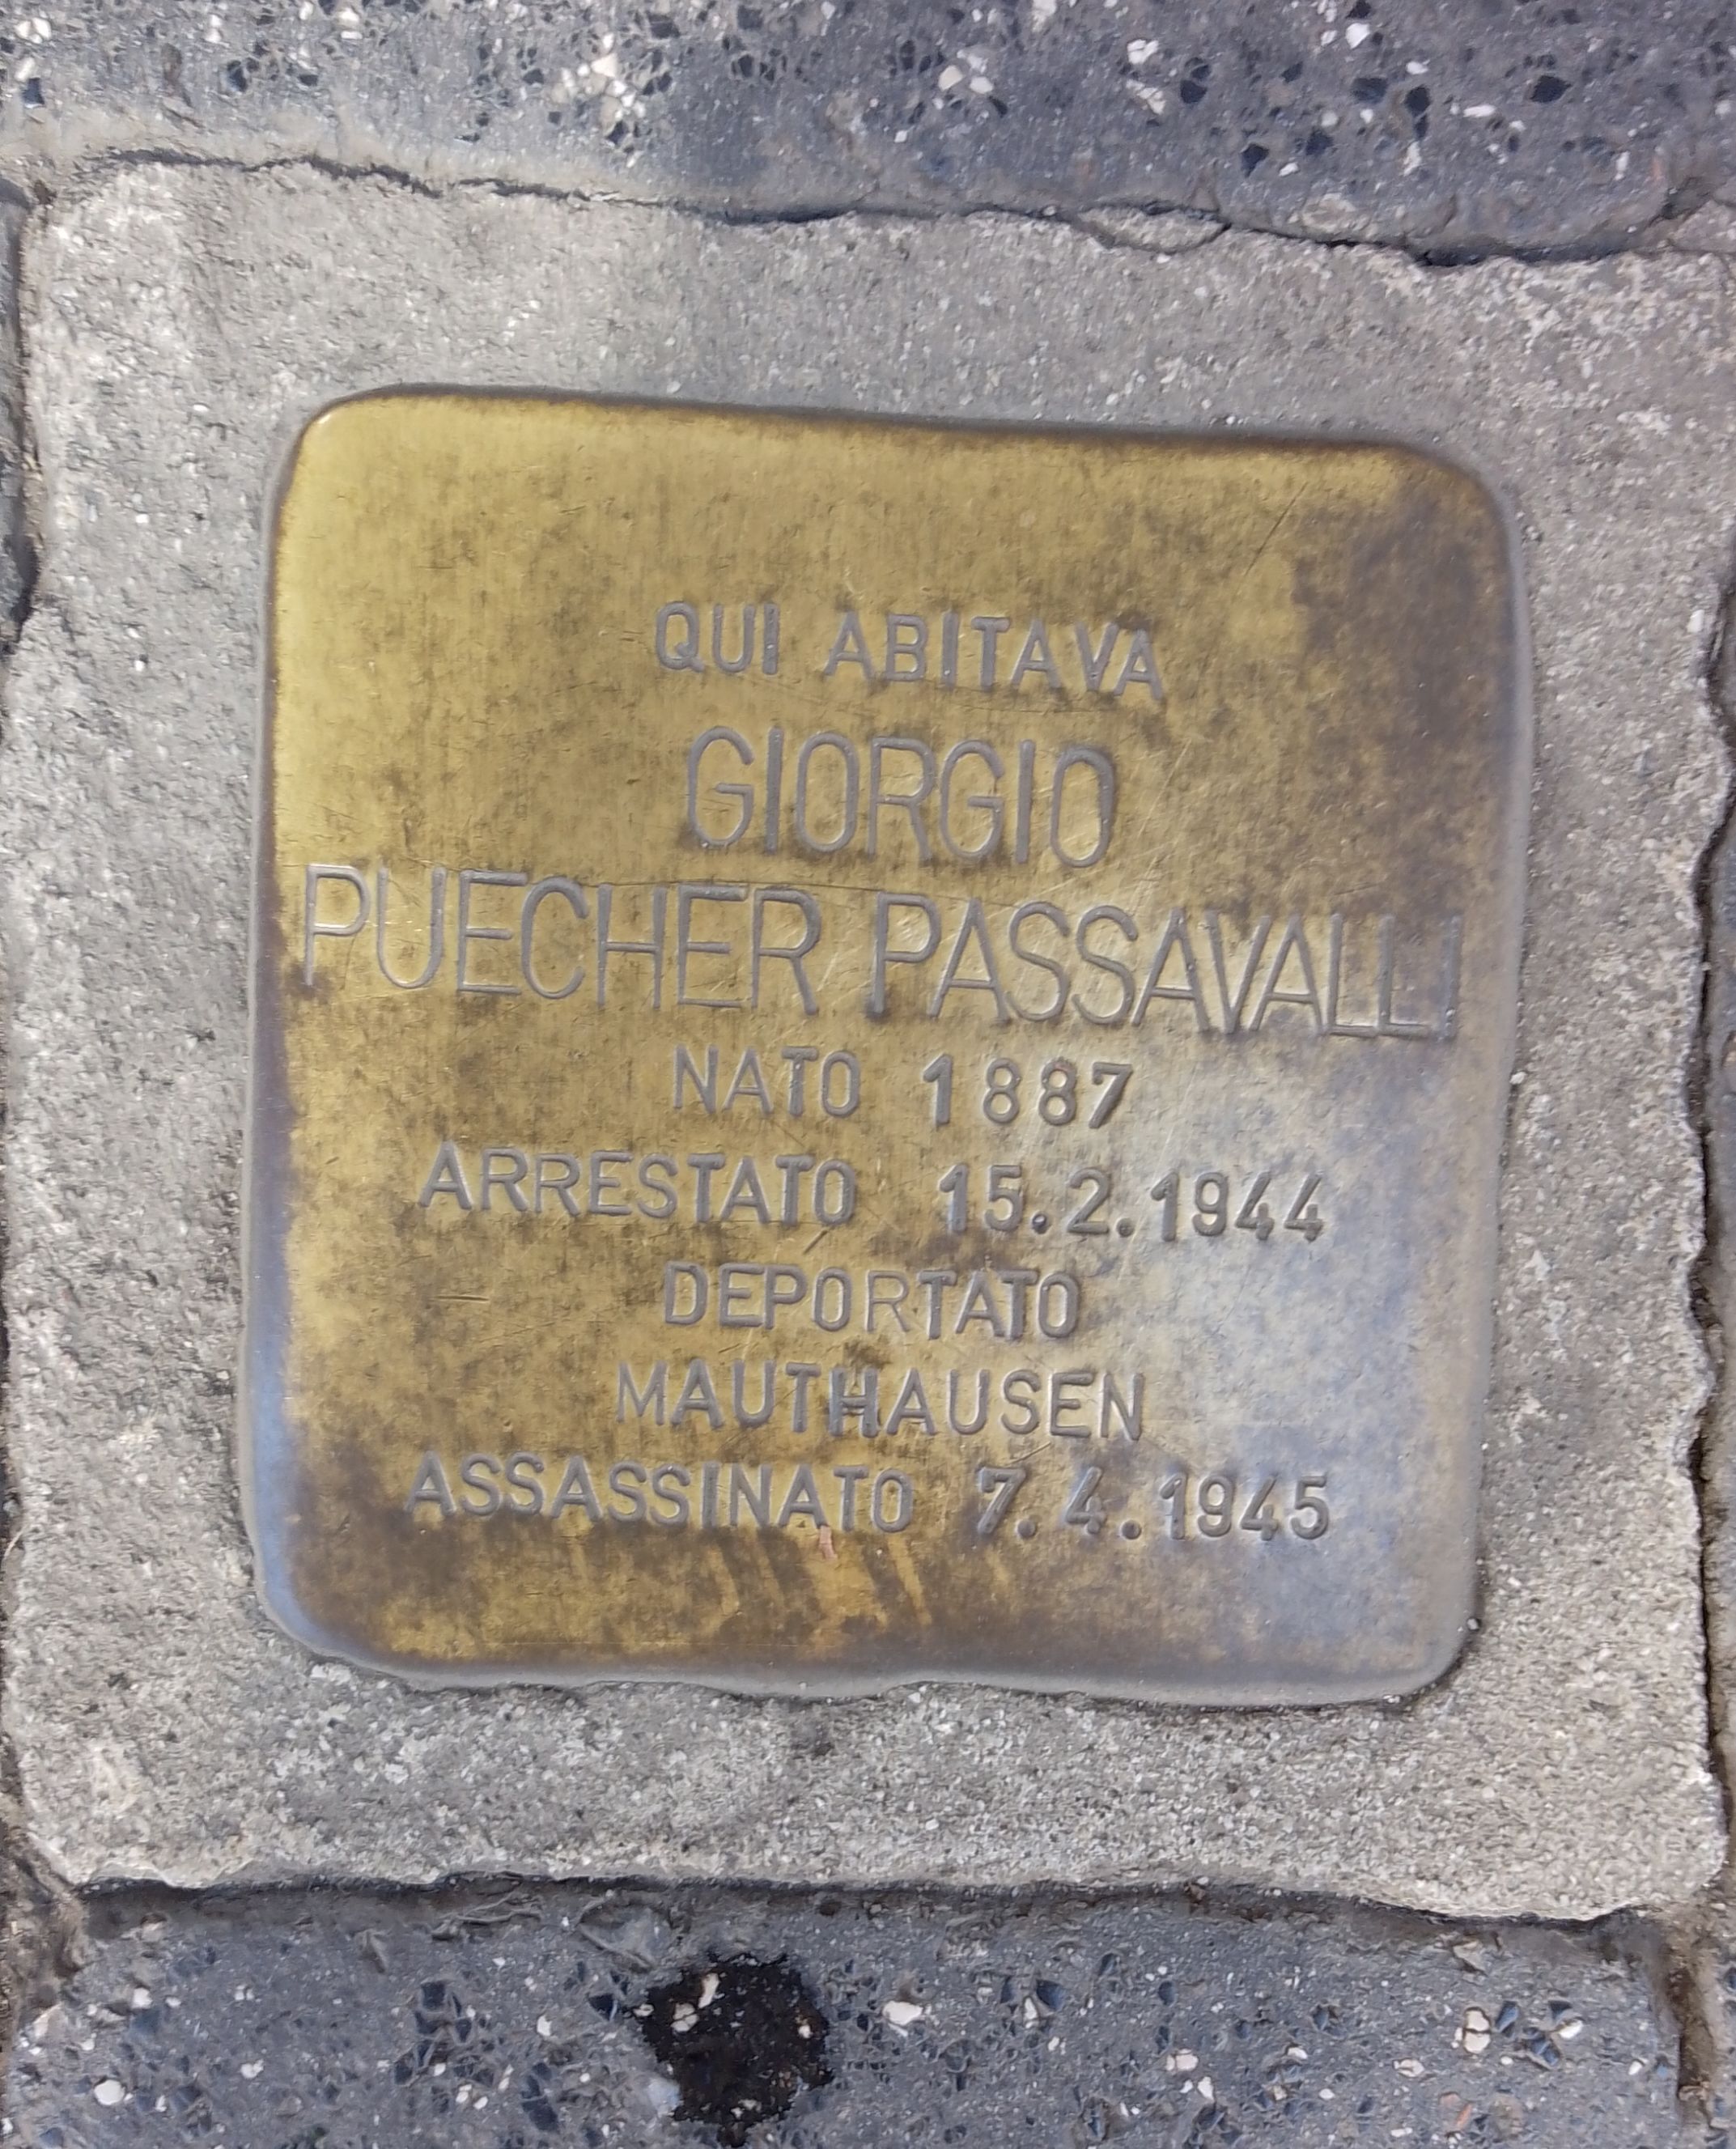 QUI ABITAVA
GIORGIO
PUECHER PASSAVALLI
NATO 1887
ARRESTATO 15.2.1944
DEPORTATO
MAUTHAUSEN
ASSASSINATO 7.4.1945